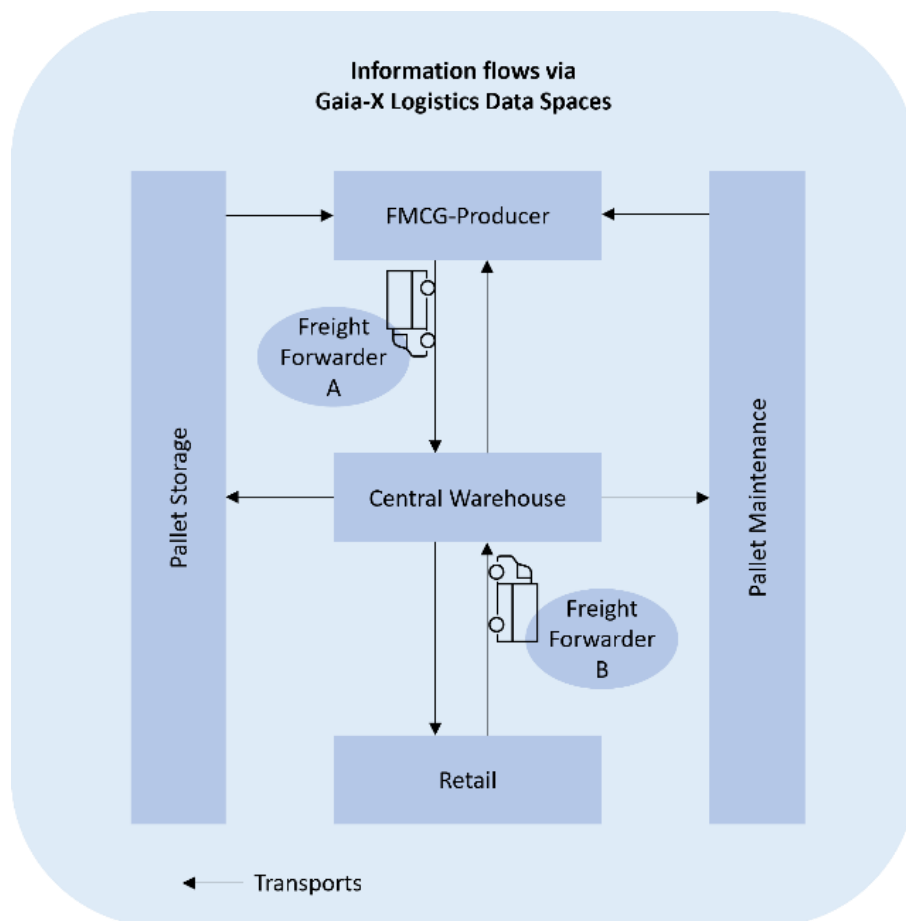 Information flows via
Gaia-X Logistics Data Spaces
FMCG-Producer
Freight
Forwarder
A
Pallet Storage
Central Warehouse
Pallet Maintenance
Freight
Forwarder
B
Retail
Transports